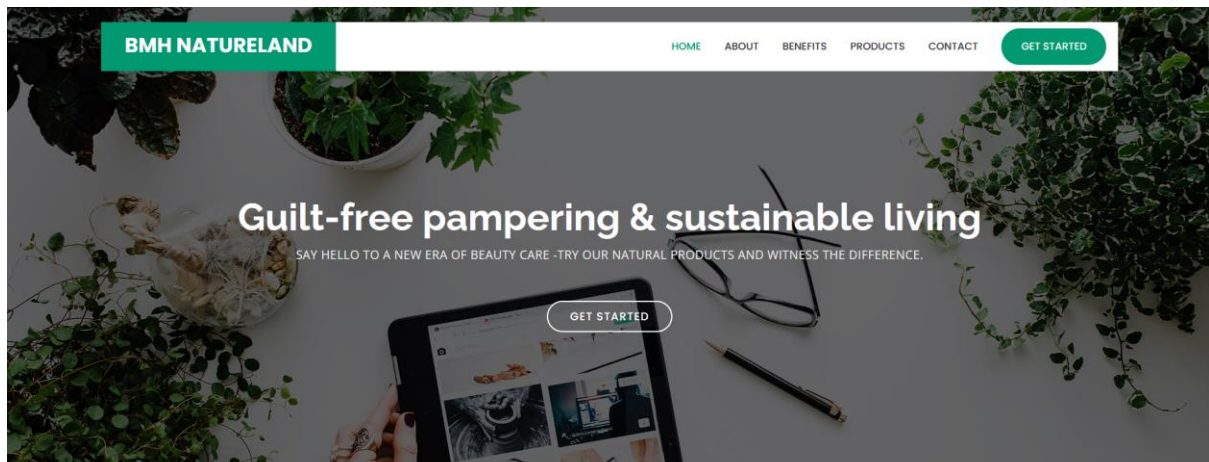 BMH NATURELAND
HOME ABOUT BENEFITS PRODUCTS CONTACT GET STARTED
Guilt-free pampering & sustainable living
SAY HELLO TO A NEW ERA OF BEAUTY CARE -TRY OUR NATURAL PRODUCTS AND WITNESS THE DIFFERENCE.
GET STARTED